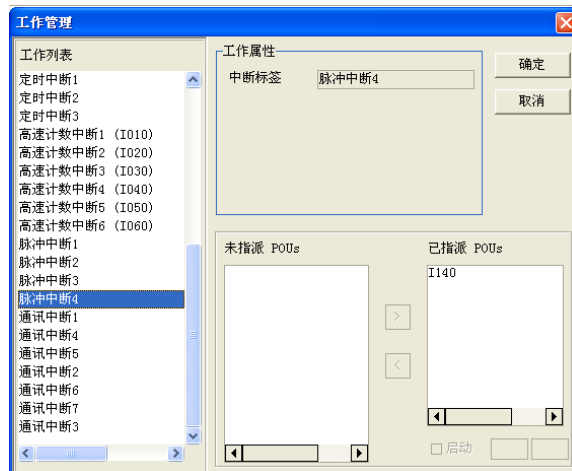 工作管理
工作列表
定时中断1
定时中断2
定时中断3
高速计数中断1 (I010)
高速计数中断2 (I020)
高速计数中断3 (I030)
高速计数中断4 (I040)
高速计数中断5 (I050)
高速计数中断6 (I060)
脉冲中断1
脉冲中断2
脉冲中断3
脉冲中断4
通讯中断1
通讯中断4
通讯中断5
通讯中断2
通讯中断6
通讯中断7
通讯中断3
工作属性
中断标签 脉冲中断4
确定
取消
未指派 POUs
已指派 POUs
I140
>
<
启动